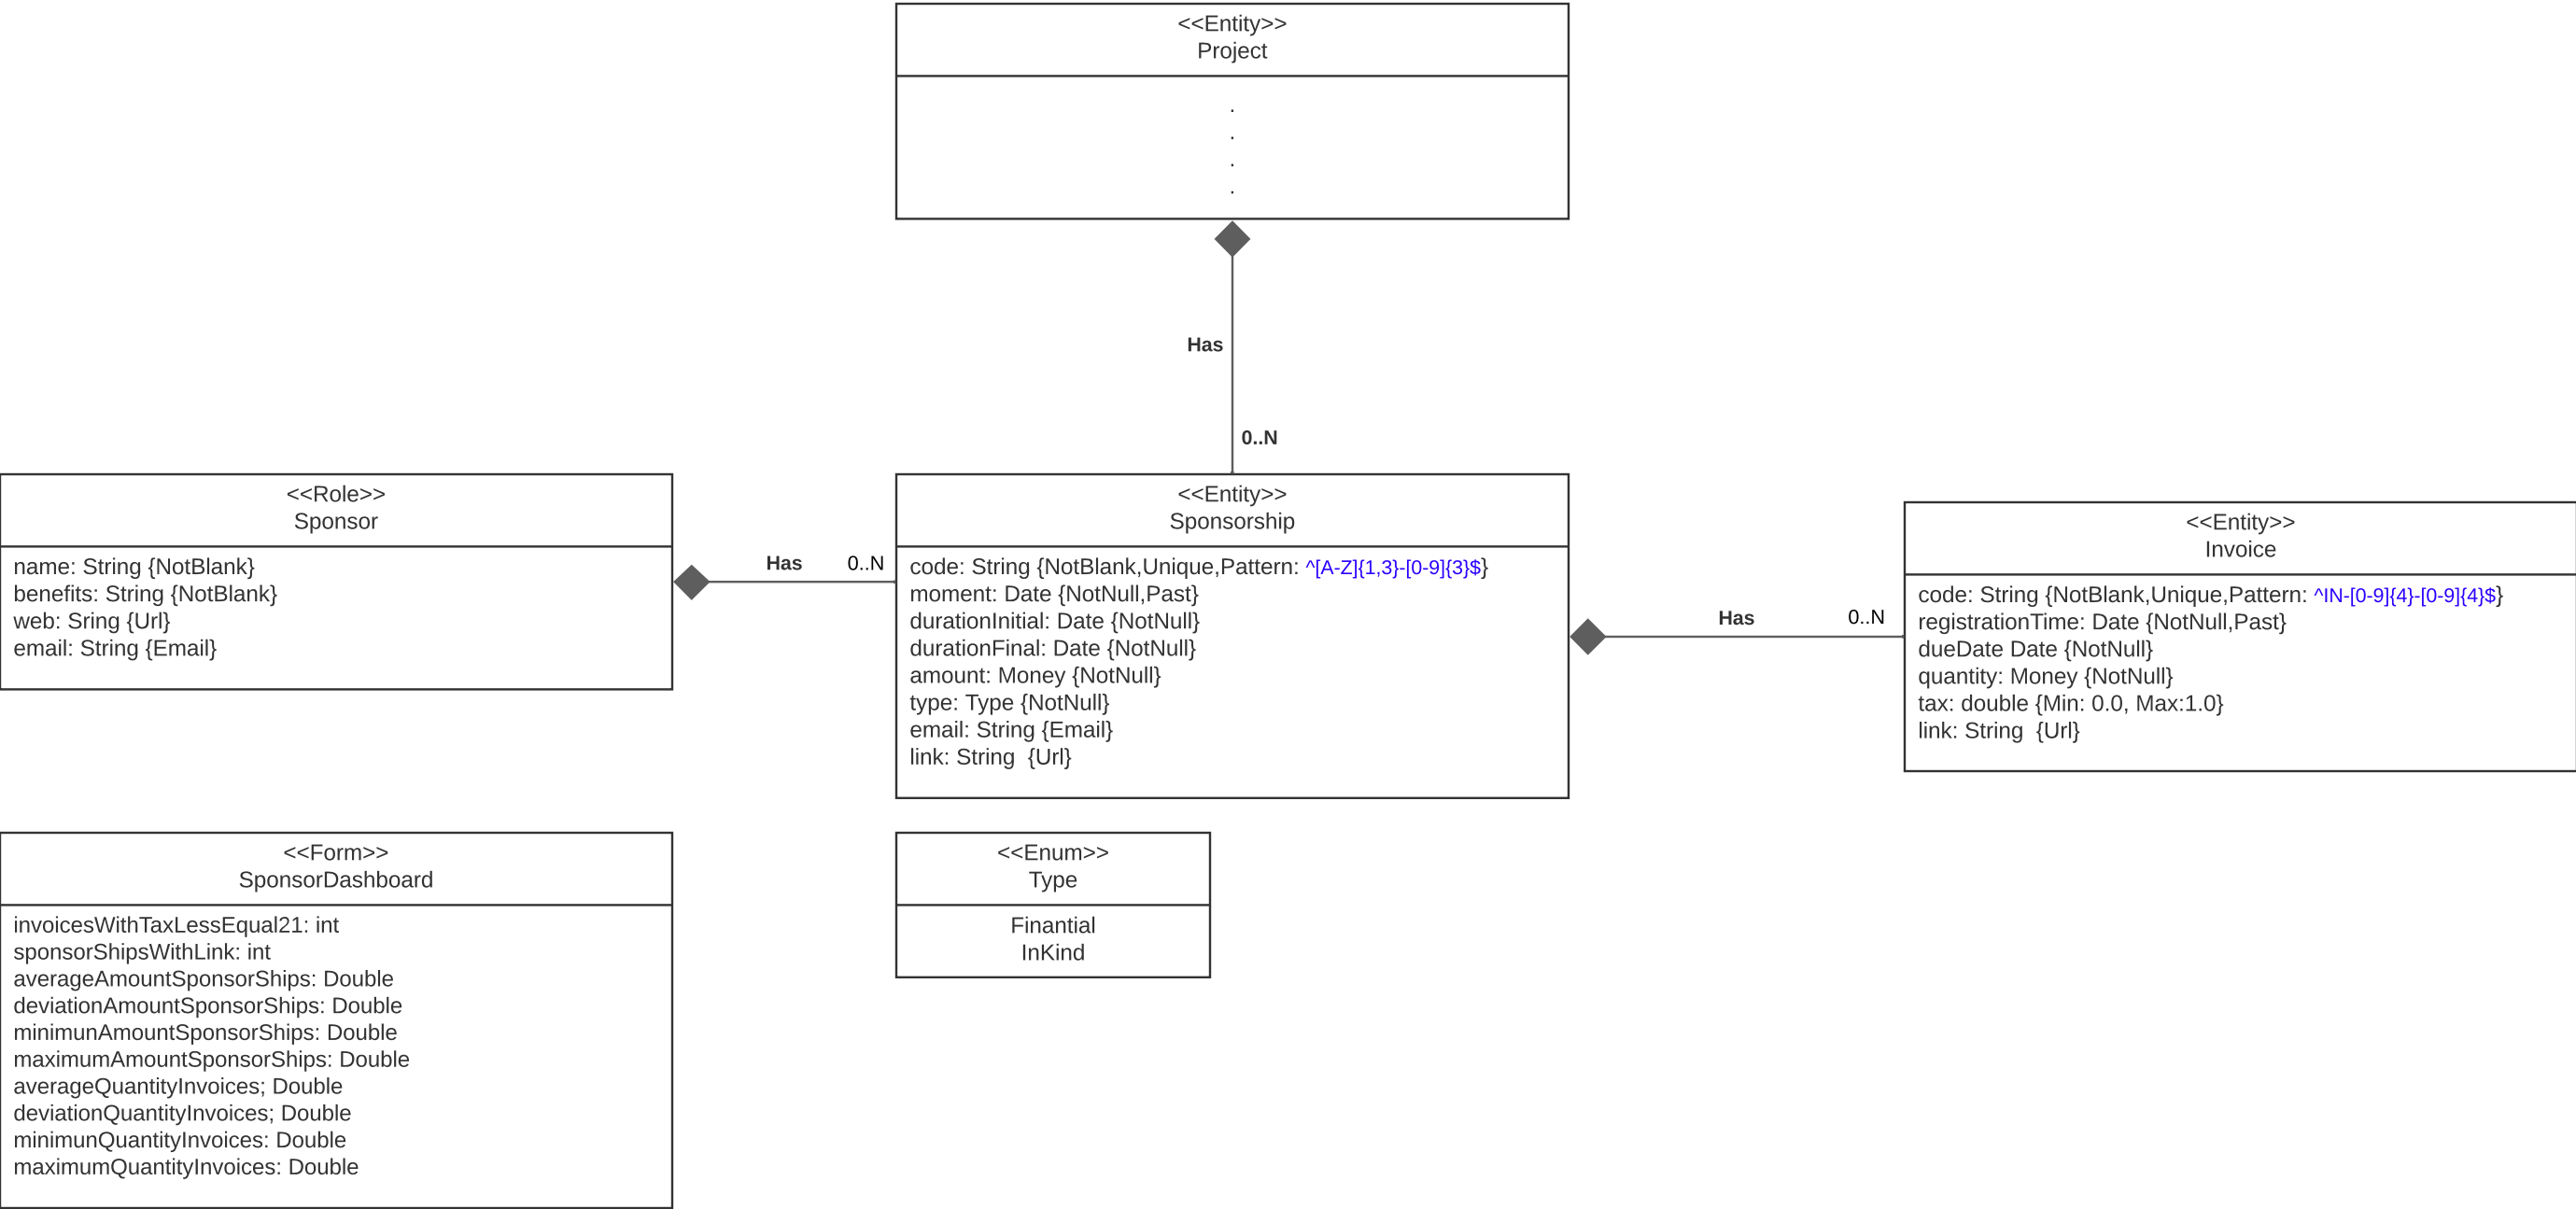 <<Entity>>
Project
.
.
.
.
Has
0..N
<<Role>>
Sponsor
name: String {NotBlank}
benefits: String {NotBlank}
web: Sring {Url}
email: String {Email}
Has 0..N
<<Entity>>
Sponsorship
code: String {NotBlank,Unique,Pattern: ^[A-Z]{1,3}-[0-9]{3}$}
moment: Date {NotNull,Past}
durationInitial: Date {NotNull}
durationFinal: Date {NotNull}
amount: Money {NotNull}
type: Type {NotNull}
email: String {Email}
link: String  {Url}
Has 0..N
<<Entity>>
Invoice
code: String {NotBlank,Unique,Pattern: ^IN-[0-9]{4}-[0-9]{4}$}
registrationTime: Date {NotNull,Past}
dueDate Date {NotNull}
quantity: Money {NotNull}
tax: double {Min: 0.0, Max:1.0}
link: String  {Url}
<<Form>>
SponsorDashboard
invoicesWithTaxLessEqual21: int
sponsorShipsWithLink: int
averageAmountSponsorShips: Double
deviationAmountSponsorShips: Double
minimunAmountSponsorShips: Double
maximumAmountSponsorShips: Double
averageQuantityInvoices; Double
deviationQuantityInvoices; Double
minimunQuantityInvoices: Double
maximumQuantityInvoices: Double
<<Enum>>
Type
Finantial
InKind